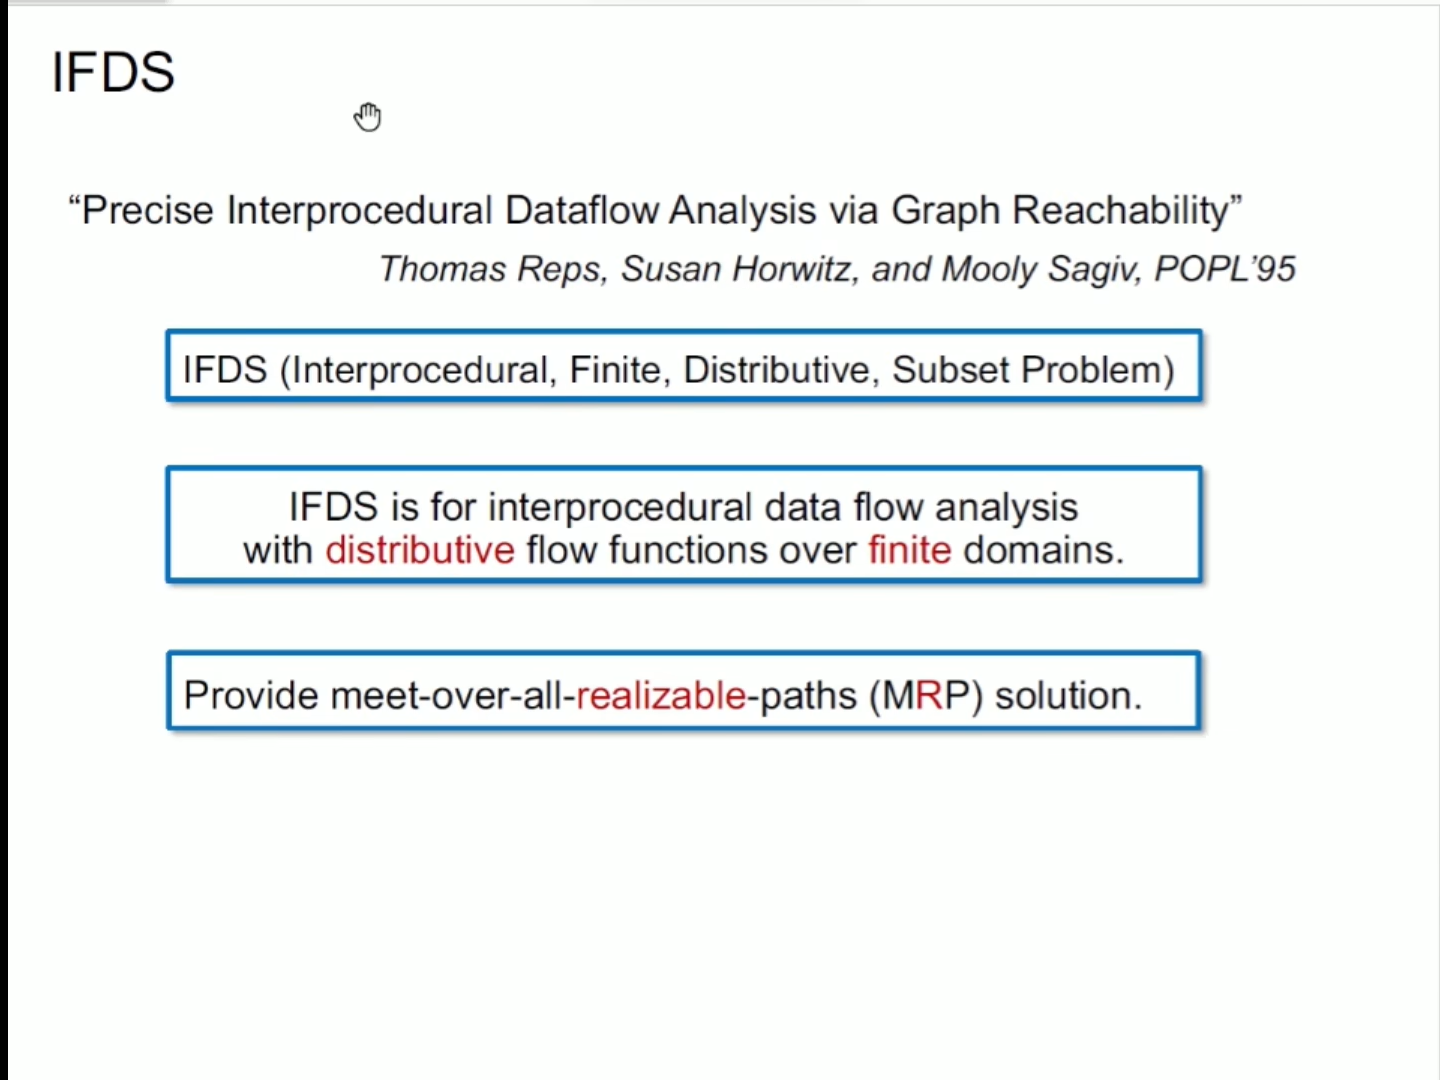 IFDS
“Precise Interprocedural Dataflow Analysis via Graph Reachability”
Thomas Reps, Susan Horwitz, and Mooly Sagiv, POPL’95
IFDS (Interprocedural, Finite, Distributive, Subset Problem)
IFDS is for interprocedural data flow analysis
with distributive flow functions over finite domains.
Provide meet-over-all-realizable-paths (MRP) solution.